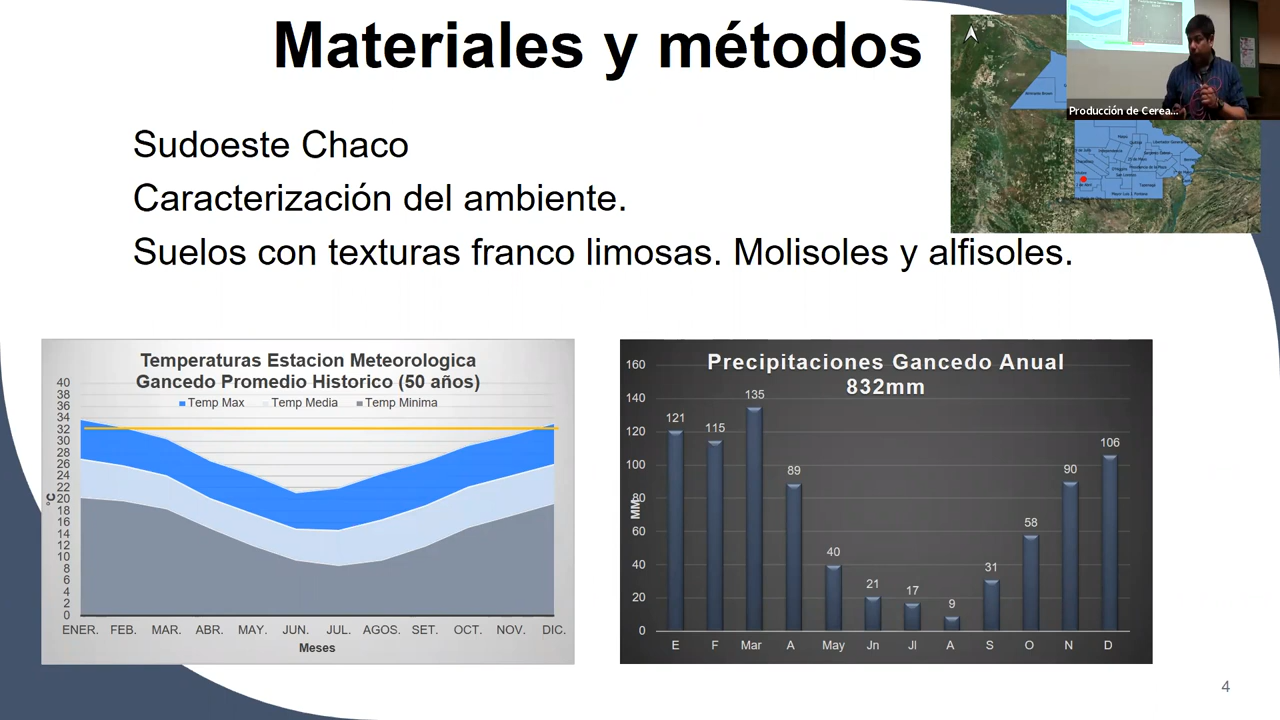 Materiales y métodos
Producción de Cerea...
Sudoeste Chaco
Caracterización del ambiente.
Suelos con texturas franco limosas. Molisoles y alfisoles.
Temperaturas Estacion Meteorologica
Gancedo Promedio Historico (50 años)
Temp Max Temp Media Temp Minima
40
38
36
34
32
30
28
26
24
22
20
18
16
14
12
10
8
6
4
2
0
°C
ENER. FEB. MAR. ABR. MAY. JUN. JUL. AGOS. SET. OCT. NOV. DIC.
Meses
Precipitaciones Gancedo Anual
832mm
160
140
120
100
80
60
40
20
0
MM
121 115 135 89 40 21 17 9 31 58 90 106
E F Mar A May Jn Jl A S O N D
4